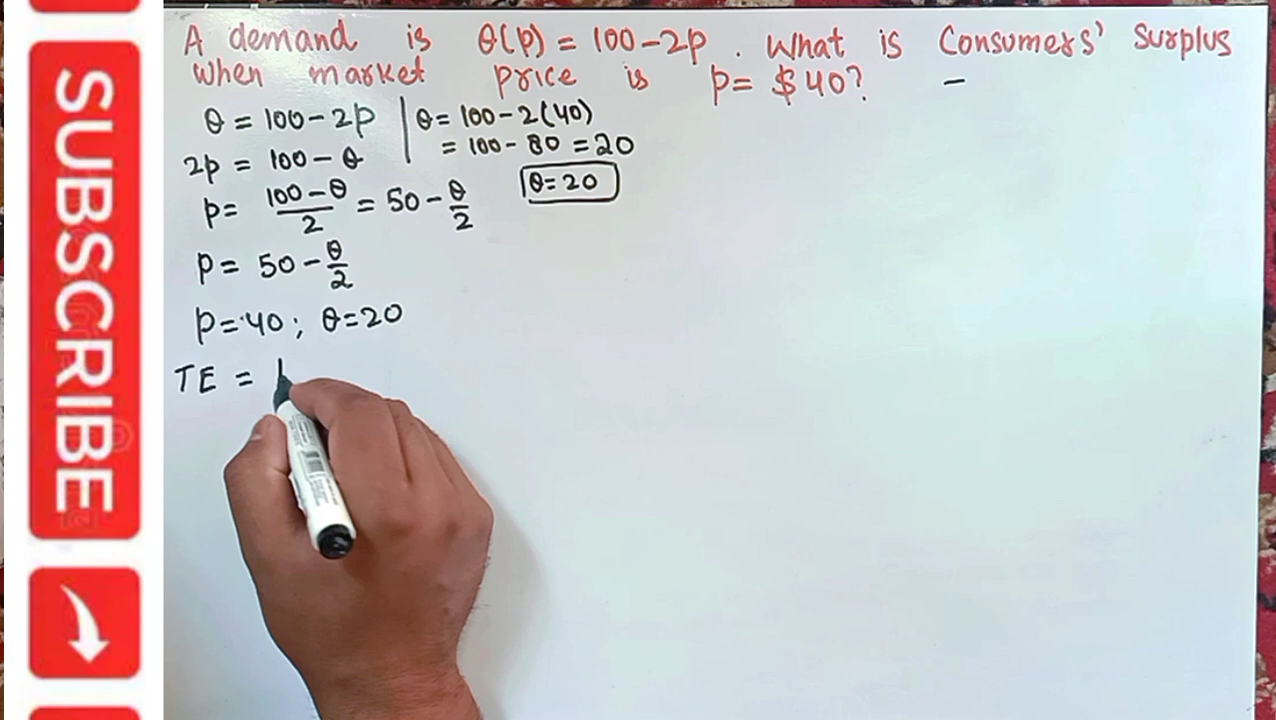 SUBSCRIBE
A demand is Q(p) = 100-2p. What is Consumers' Surplus
when market price is p= $40?
Q = 100-2p
Q= 100-2(40)
= 100-80 = 20
Q=20
2p = 100-Q
p= 100-Q/2 = 50-Q/2
p= 50-Q/2
p=40; Q=20
TE =